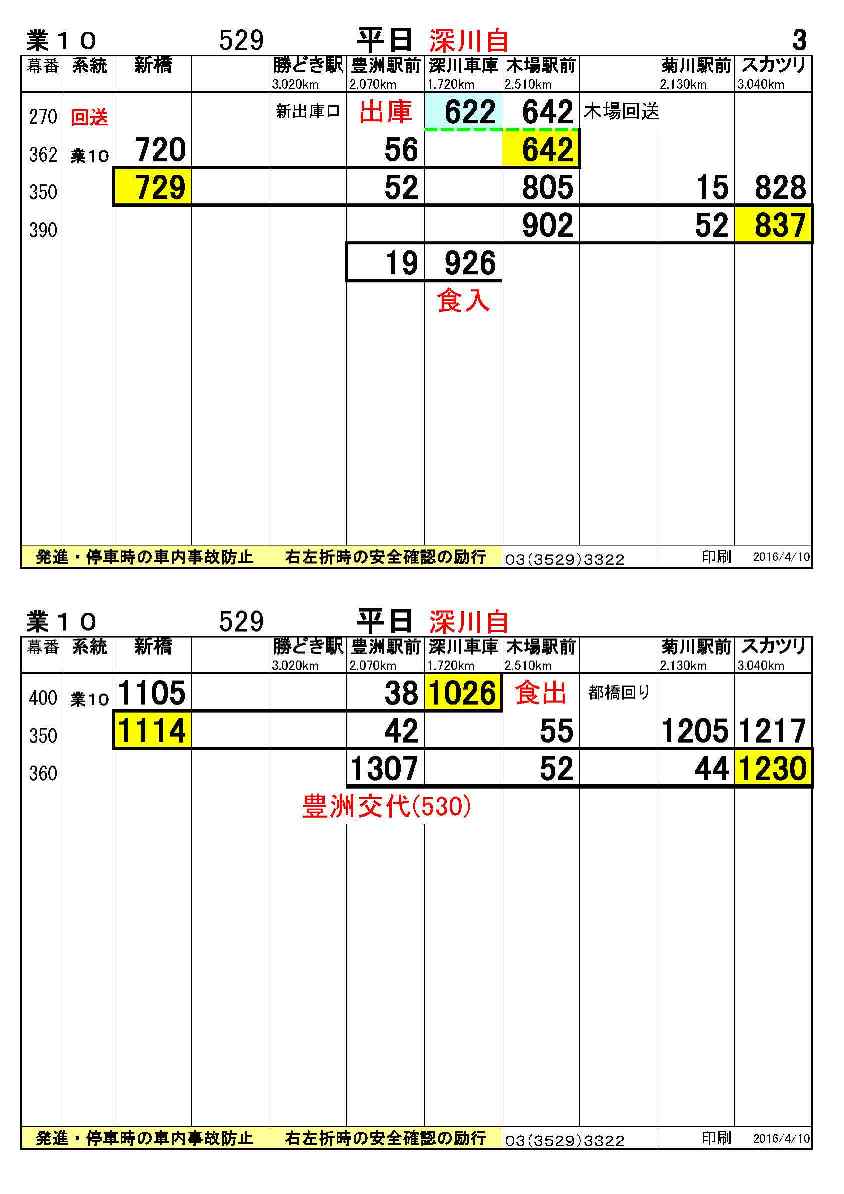 業１０ 529 平日 深川自 3
幕番 系統 新橋 勝どき駅 豊洲駅前 深川車庫 木場駅前 菊川駅前 スカツリ
3.020km 2.070km 1.720km 2.510km 2.130km 3.040km
270 回送 新出庫口 出庫 622 642 木場回送
362 業10 720 56 642
350 729 52 805 15 828
390 902 52 837
19 926
食入
発進・停車時の車内事故防止 右左折時の安全確認の励行 03(3529)3322 印刷 2016/4/10
業１０ 529 平日 深川自
幕番 系統 新橋 勝どき駅 豊洲駅前 深川車庫 木場駅前 菊川駅前 スカツリ
3.020km 2.070km 1.720km 2.510km 2.130km 3.040km
400 業10 1105 38 1026 食出 都橋回り
350 1114 42 55 1205 1217
360 1307 52 44 1230
豊洲交代(530)
発進・停車時の車内事故防止 右左折時の安全確認の励行 03(3529)3322 印刷 2016/4/10